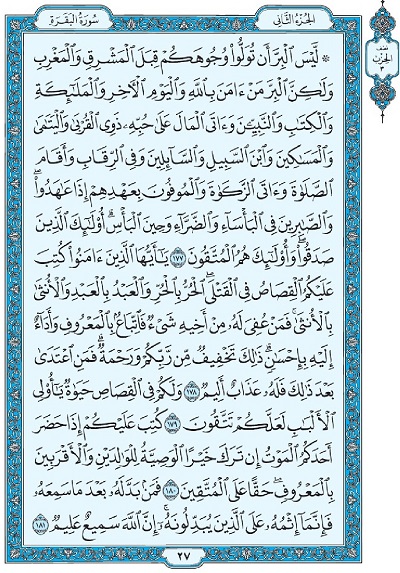 الجزء الثاني
سورة البقرة
نصف
الحزب
٣
۞ لَّيْسَ ٱلْبِرَّ أَن تُوَلُّوا۟ وُجُوهَكُمْ قِبَلَ ٱلْمَشْرِقِ وَٱلْمَغْرِبِ
وَلَٰكِنَّ ٱلْبِرَّ مَنْ ءَامَنَ بِٱللَّهِ وَٱلْيَوْمِ ٱلْءَاخِرِ وَٱلْمَلَٰٓئِكَةِ
وَٱلْكِتَٰبِ وَٱلنَّبِيِّۦنَ وَءَاتَى ٱلْمَالَ عَلَىٰ حُبِّهِۦ ذَوِى ٱلْقُرْبَىٰ وَٱلْيَتَٰمَىٰ
وَٱلْمَسَٰكِينَ وَٱبْنَ ٱلسَّبِيلِ وَٱلسَّآئِلِينَ وَفِى ٱلرِّقَابِ وَأَقَامَ
ٱلصَّلَوٰةَ وَءَاتَى ٱلزَّكَوٰةَ وَٱلْمُوفُونَ بِعَهْدِهِمْ إِذَا عَٰهَدُوا۟ ۖ
وَٱلصَّٰبِرِينَ فِى ٱلْبَأْسَآءِ وَٱلضَّرَّآءِ وَحِينَ ٱلْبَأْسِ ۗ أُو۟لَٰٓئِكَ ٱلَّذِينَ
صَدَقُوا۟ ۖ وَأُو۟لَٰٓئِكَ هُمُ ٱلْمُتَّقُونَ ١٧٧ يَٰٓأَيُّهَا ٱلَّذِينَ ءَامَنُوا۟ كُتِبَ
عَلَيْكُمُ ٱلْقِصَاصُ فِى ٱلْقَتْلَى ۖ ٱلْحُرُّ بِٱلْحُرِّ وَٱلْعَبْدُ بِٱلْعَبْدِ وَٱلْأُنثَىٰ
بِٱلْأُنثَىٰ ۚ فَمَنْ عُفِىَ لَهُۥ مِنْ أَخِيهِ شَىْءٌ فَٱتِّبَاعٌۢ بِٱلْمَعْرُوفِ وَأَدَآءٌ
إِلَيْهِ بِإِحْسَٰنٍ ۗ ذَٰلِكَ تَخْفِيفٌ مِّن رَّبِّكُمْ وَرَحْمَةٌ ۗ فَمَنِ ٱعْتَدَىٰ
بَعْدَ ذَٰلِكَ فَلَهُۥ عَذَابٌ أَلِيمٌ ١٧٨ وَلَكُمْ فِى ٱلْقِصَاصِ حَيَوٰةٌ يَٰٓأُو۟لِى
ٱلْأَلْبَٰبِ لَعَلَّكُمْ تَتَّقُونَ ١٧٩ كُتِبَ عَلَيْكُمْ إِذَا حَضَرَ
أَحَدَكُمُ ٱلْمَوْتُ إِن تَرَكَ خَيْرًا ٱلْوَصِيَّةُ لِلْوَٰلِدَيْنِ وَٱلْأَقْرَبِينَ
بِٱلْمَعْرُوفِ ۖ حَقًّا عَلَى ٱلْمُتَّقِينَ ١٨٠ فَمَنۢ بَدَّلَهُۥ بَعْدَ مَا سَمِعَهُۥ
فَإِنَّمَآ إِثْمُهُۥ عَلَى ٱلَّذِينَ يُبَدِّلُونَهُۥٓ ۚ إِنَّ ٱللَّهَ سَمِيعٌ عَلِيمٌ ١٨١
٢٧